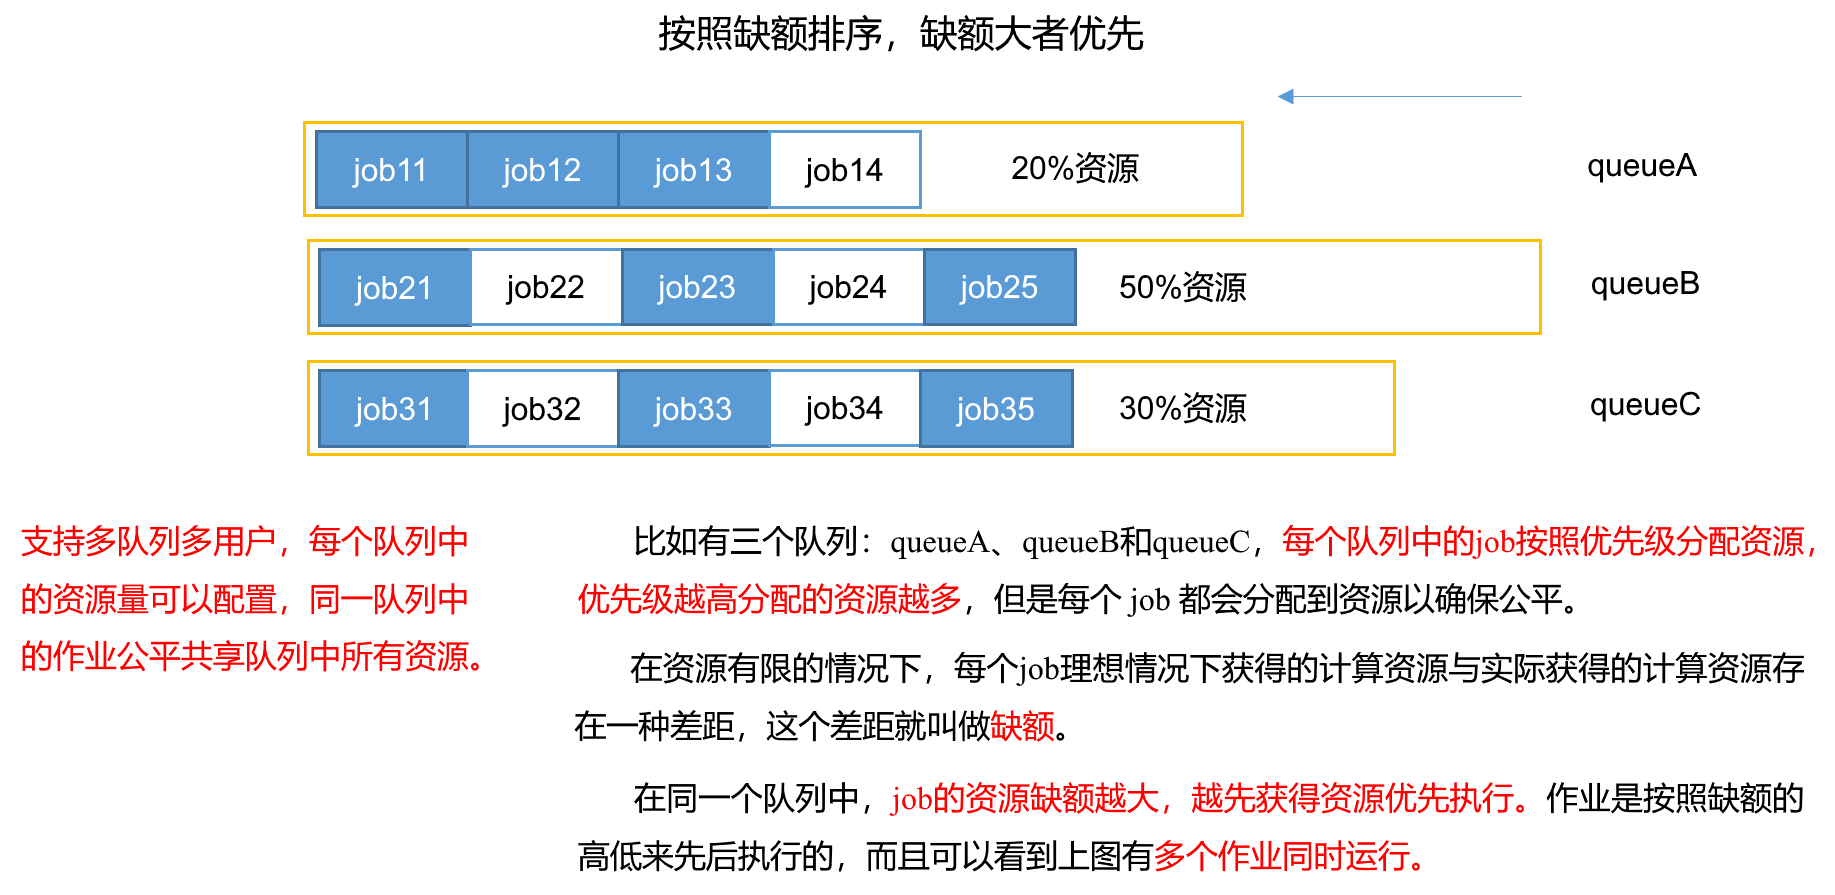 按照缺额排序，缺额大者优先
job11 job12 job13 job14 20%资源 queueA
job21 job22 job23 job24 job25 50%资源 queueB
job31 job32 job33 job34 job35 30%资源 queueC
支持多队列多用户，每个队列中
的资源量可以配置，同一队列中
的作业公平共享队列中所有资源。
比如有三个队列：queueA、queueB和queueC，每个队列中的job按照优先级分配资源，
优先级越高分配的资源越多，但是每个 job 都会分配到资源以确保公平。
在资源有限的情况下，每个job理想情况下获得的计算资源与实际获得的计算资源存
在一种差距，这个差距就叫做缺额。
在同一个队列中，job的资源缺额越大，越先获得资源优先执行。作业是按照缺额的
高低来先后执行的，而且可以看到上图有多个作业同时运行。